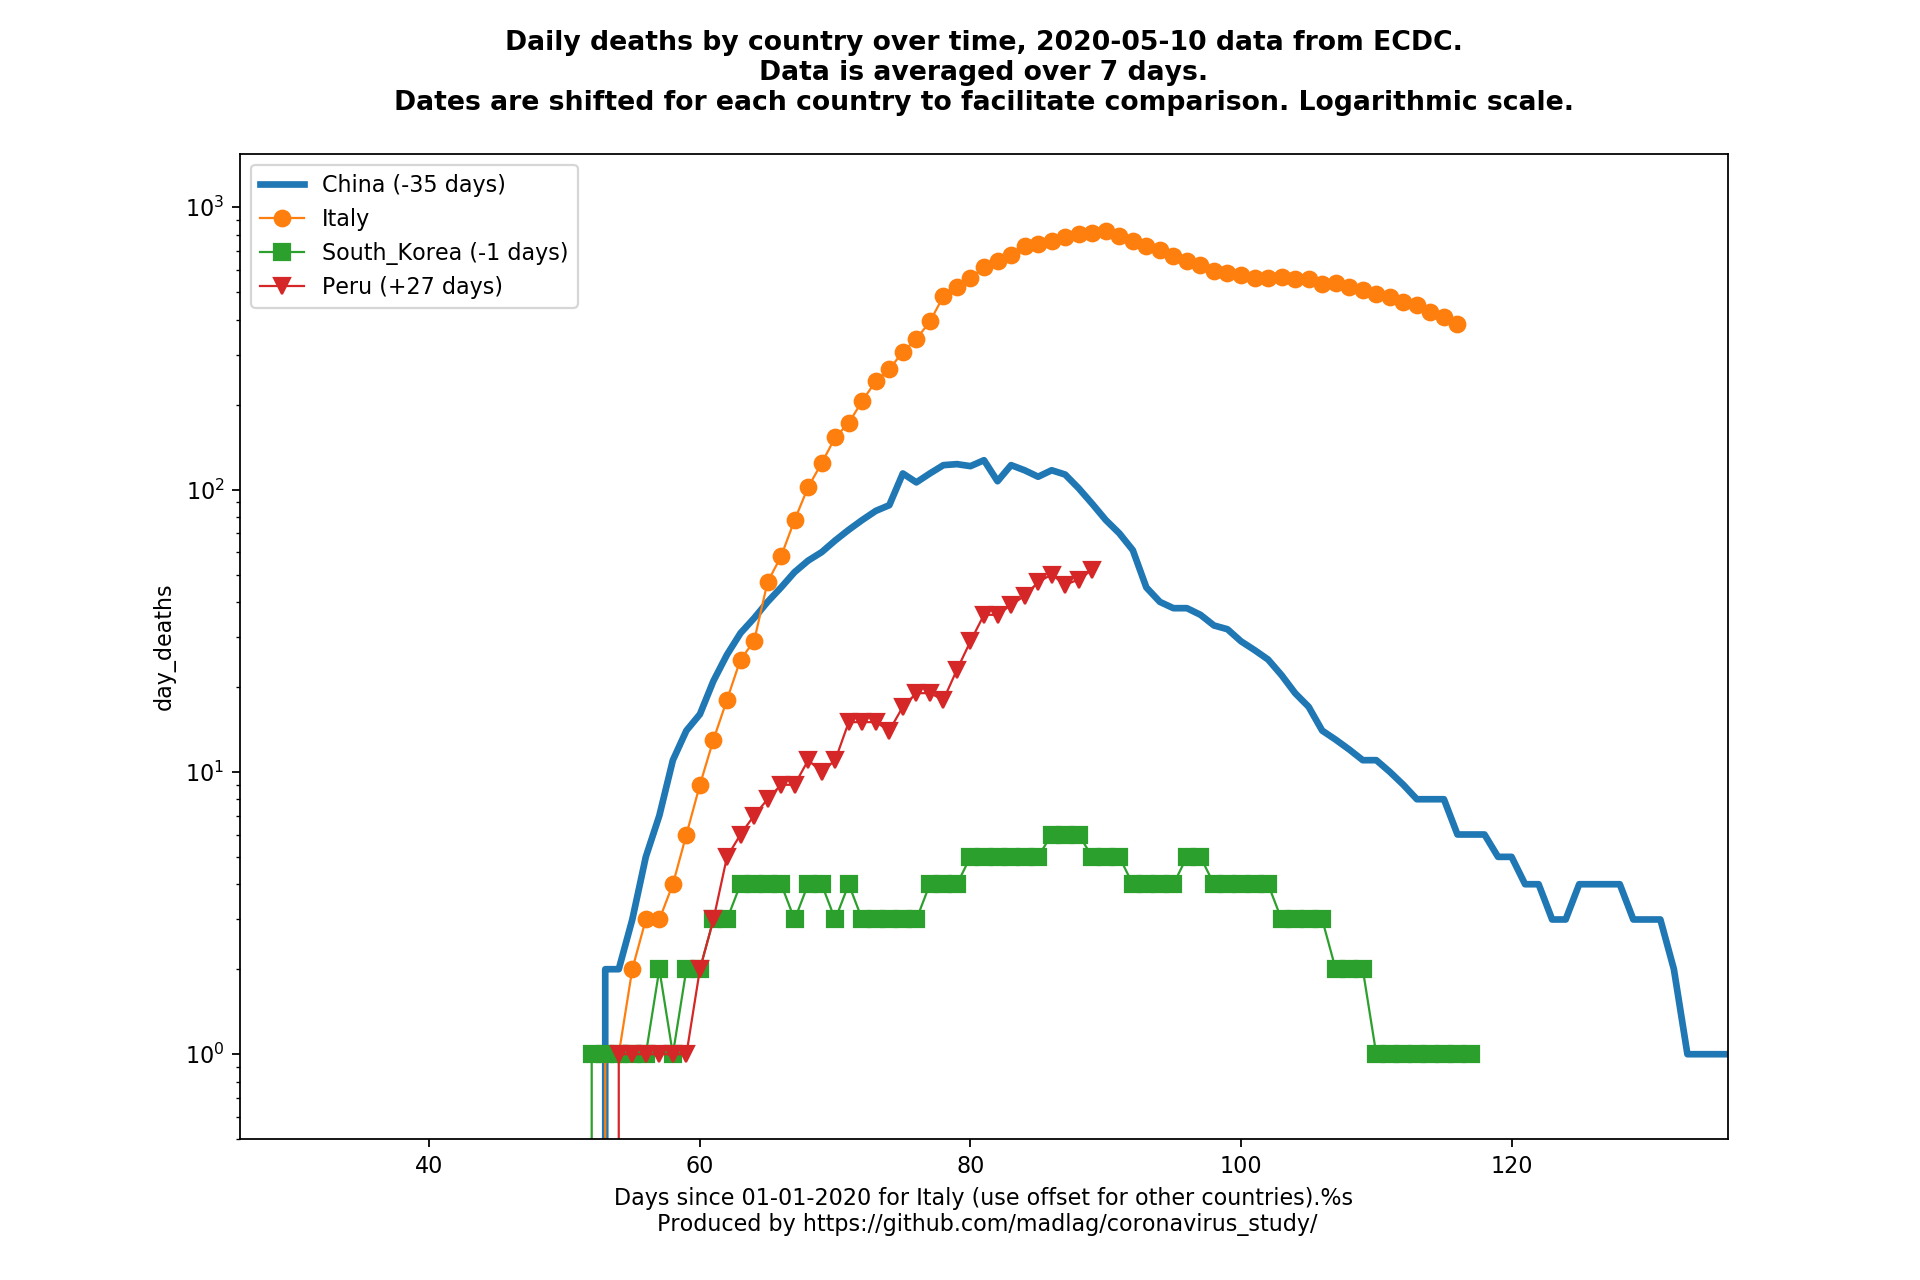 Daily deaths by country over time, 2020-05-10 data from ECDC.
Data is averaged over 7 days.
Dates are shifted for each country to facilitate comparison. Logarithmic scale.
China (-35 days)
Italy
South_Korea (-1 days)
Peru (+27 days)
10³
10²
10¹
10⁰
day_deaths
40 60 80 100 120
Days since 01-01-2020 for Italy (use offset for other countries).%s
Produced by https://github.com/madlag/coronavirus_study/